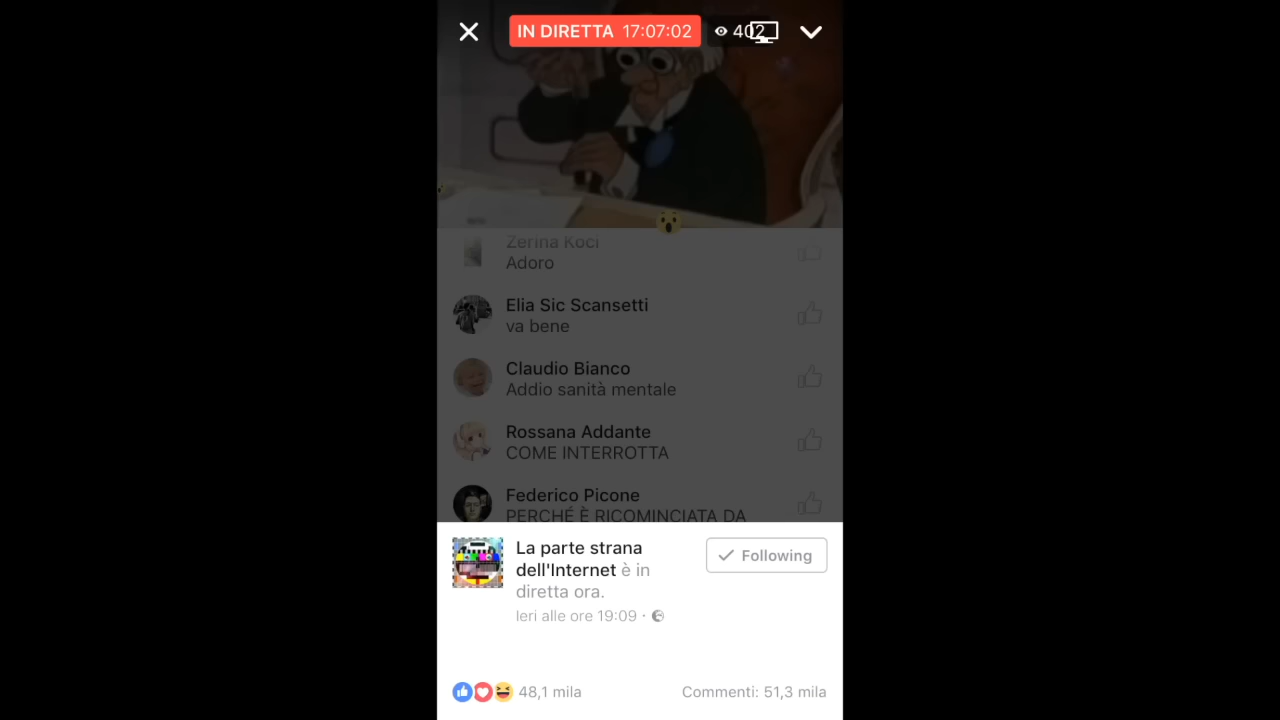 IN DIRETTA 17:07:02 402
Zerina Koci
Adoro
Elia Sic Scansetti
va bene
Claudio Bianco
Addio sanità mentale
Rossana Addante
COME INTERROTTA
Federico Picone
PERCHÉ È RICOMINCIATA DA
La parte strana
dell'Internet è in
diretta ora.
Ieri alle ore 19:09 ·
Following
48,1 mila
Commenti: 51,3 mila